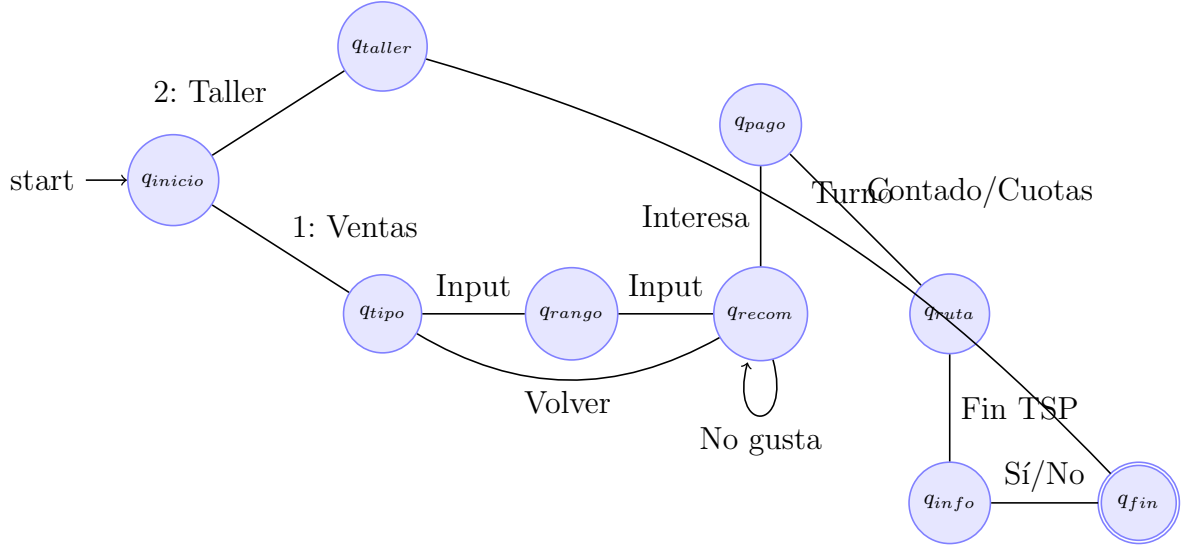 q_taller
2: Taller
start
q_inicio
q_pago
Turno
Contado/Cuotas
Interesa
1: Ventas
q_tipo
Input
q_rango
Input
q_recom
q_ruta
Volver
No gusta
Fin TSP
Sí/No
q_info
q_fin